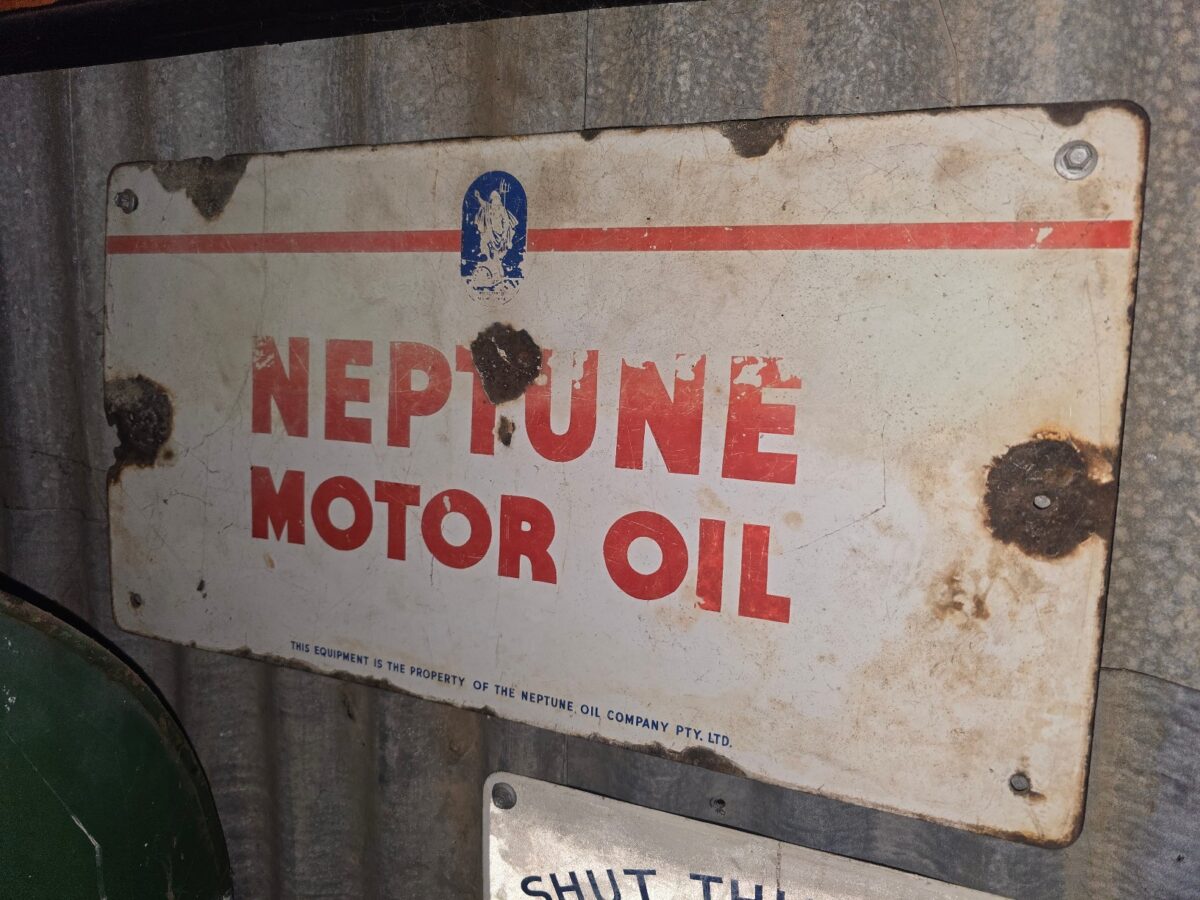 NEPTUNE
MOTOR OIL
THIS EQUIPMENT IS THE PROPERTY OF THE NEPTUNE OIL COMPANY PTY. LTD.
SHUT